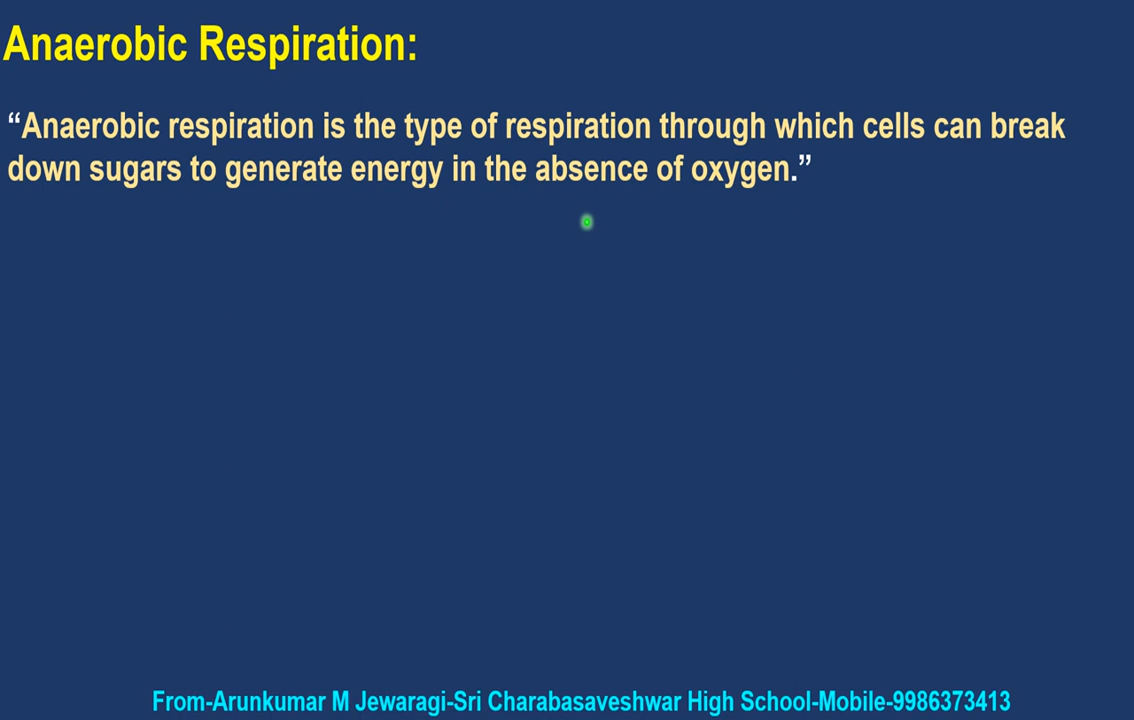 Anaerobic Respiration:
“Anaerobic respiration is the type of respiration through which cells can break
down sugars to generate energy in the absence of oxygen.”
From-Arunkumar M Jewaragi-Sri Charabasaveshwar High School-Mobile-9986373413